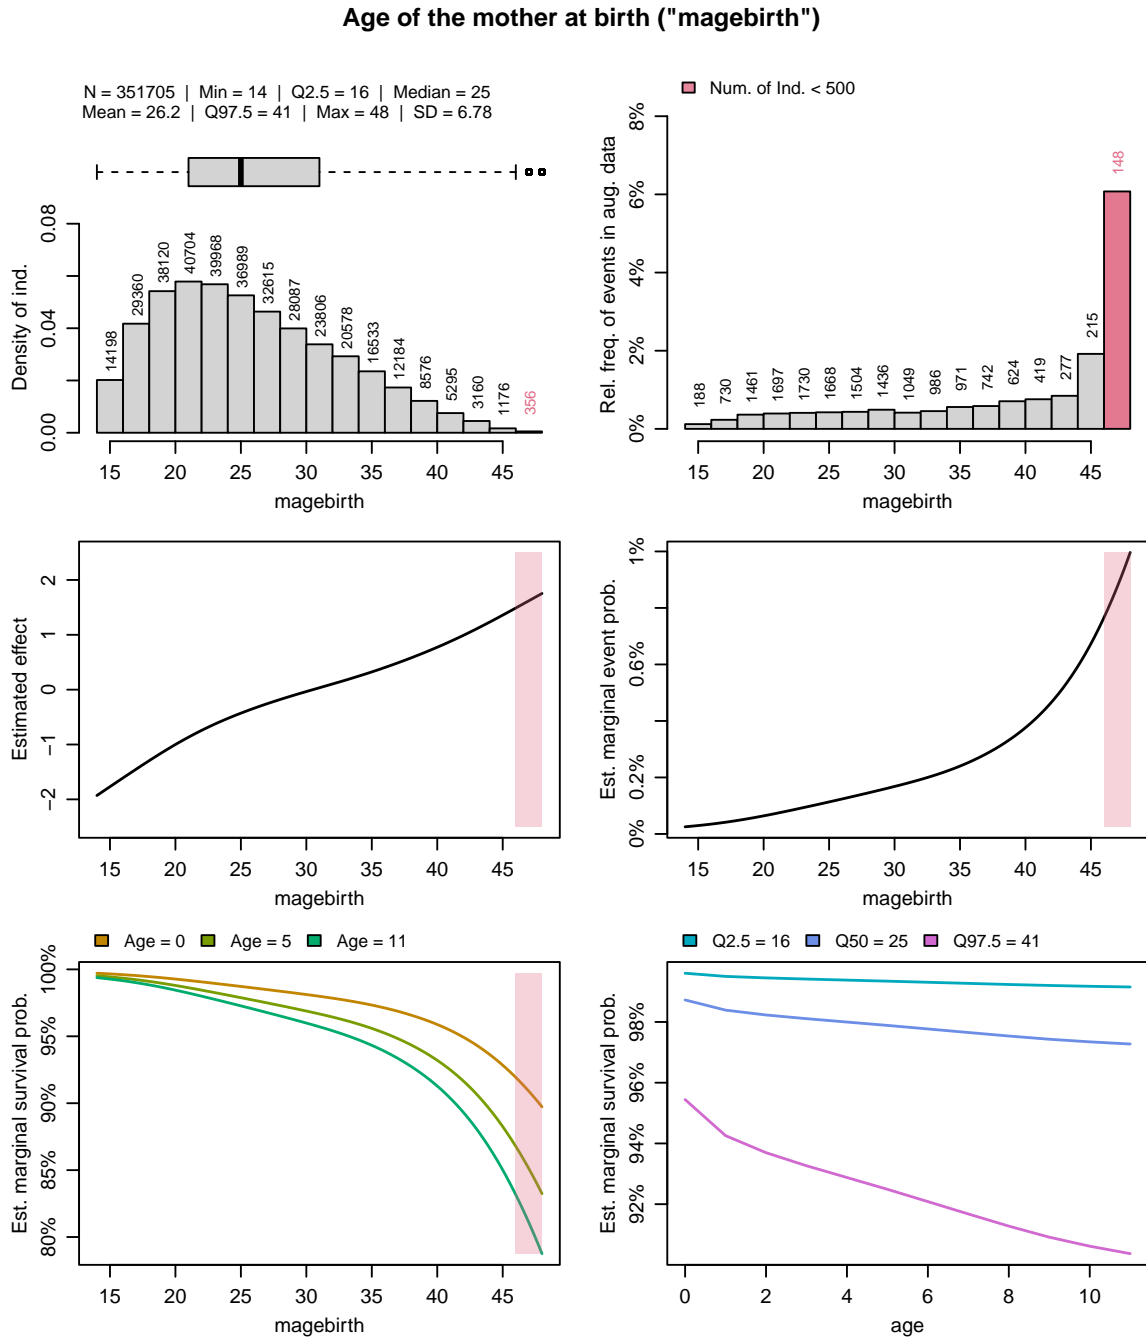 Age of the mother at birth ("magebirth")
N = 351705 | Min = 14 | Q2.5 = 16 | Median = 25
Mean = 26.2 | Q97.5 = 41 | Max = 48 | SD = 6.78
Density of ind.
0.00 0.04 0.08
14198 29360 38120 40704 39968 36989 32615 28087 23806 20578 16533 12184 8576 5295 3160 1176 356
15 20 25 30 35 40 45
magebirth
Num. of Ind. < 500
Rel. freq. of events in aug. data
0% 2% 4% 6% 8%
188 730 1461 1697 1730 1668 1504 1436 1049 986 971 742 624 419 277 215 148
15 20 25 30 35 40 45
magebirth
Estimated effect
−2 −1 0 1 2
15 20 25 30 35 40 45
magebirth
Est. marginal event prob.
0% 0.2% 0.6% 1%
15 20 25 30 35 40 45
magebirth
Age = 0 Age = 5 Age = 11
Est. marginal survival prob.
80% 85% 90% 95% 100%
15 20 25 30 35 40 45
magebirth
Q2.5 = 16 Q50 = 25 Q97.5 = 41
Est. marginal survival prob.
92% 94% 96% 98%
0 2 4 6 8 10
age